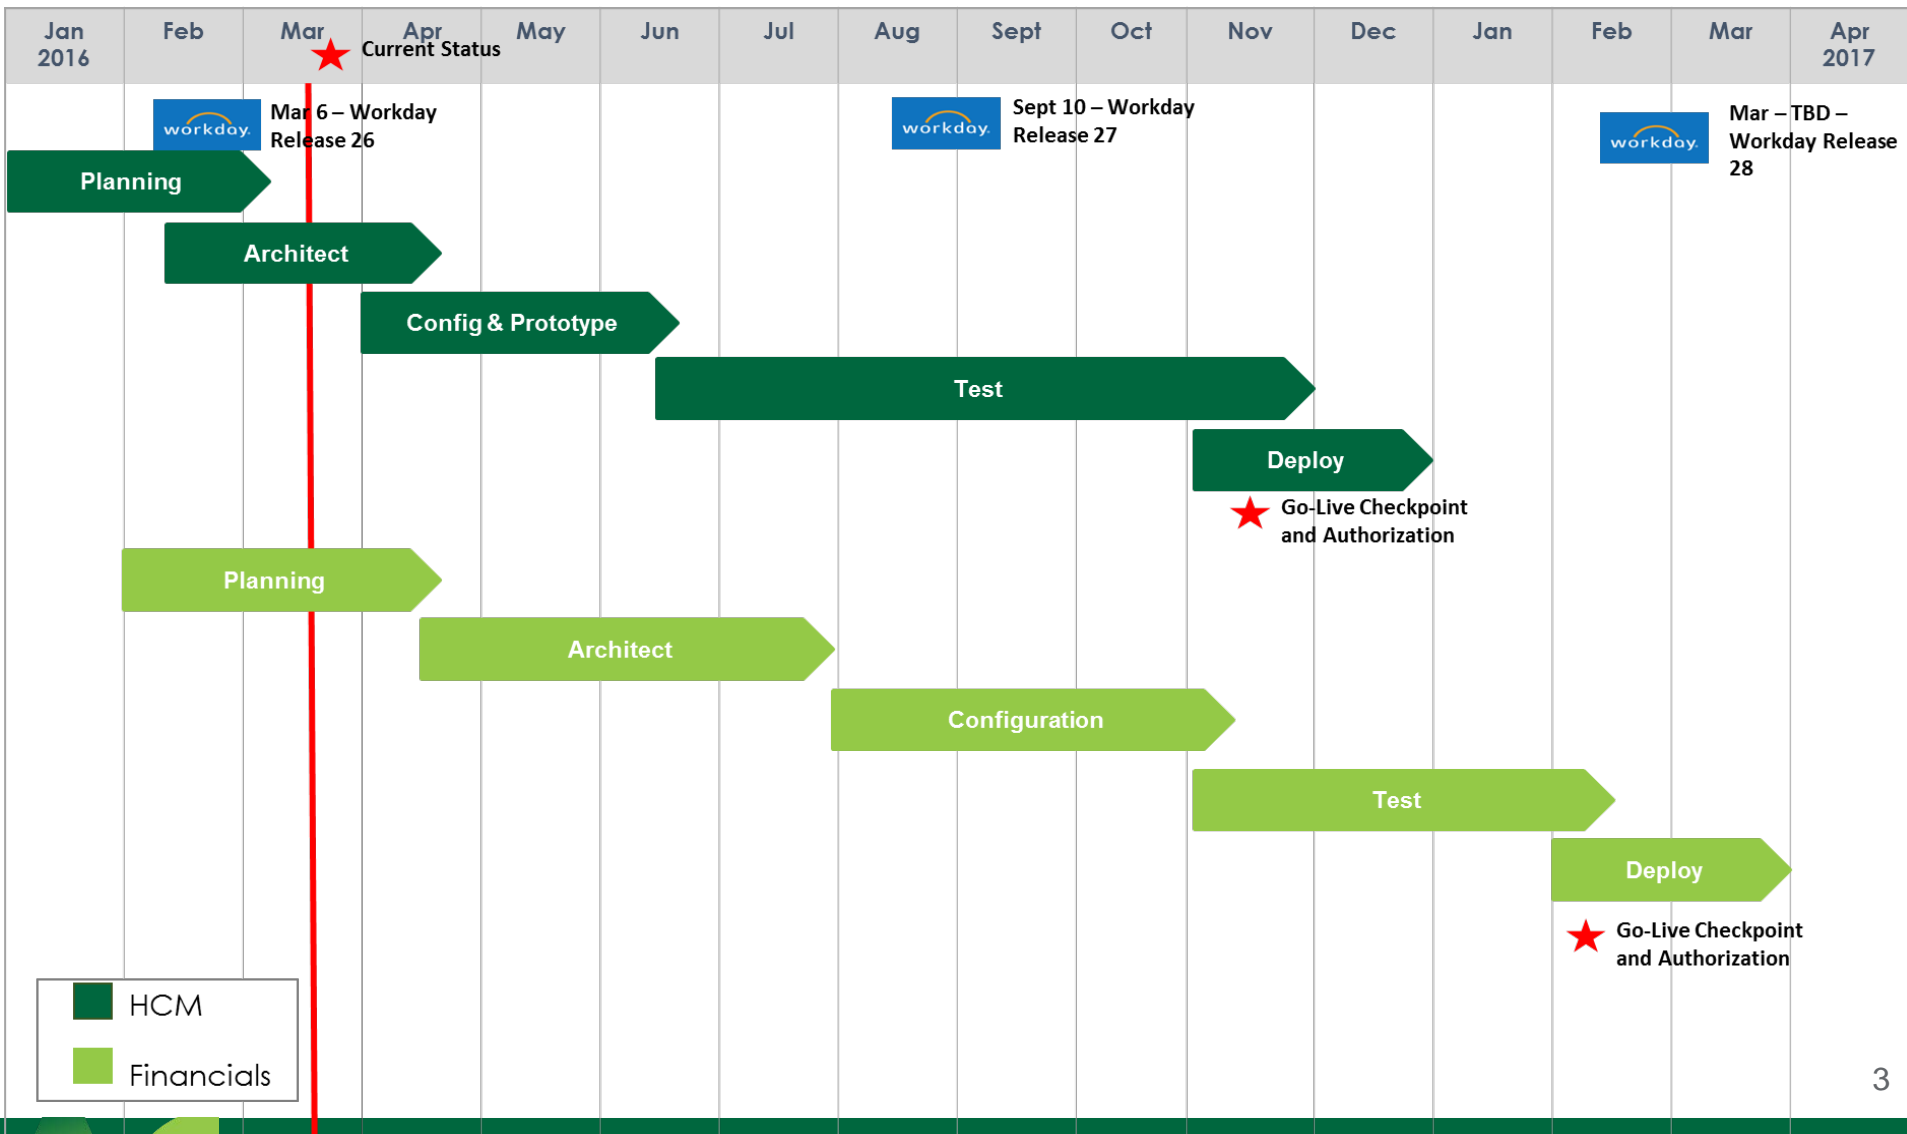 Jan Feb Mar Apr May Jun Jul Aug Sept Oct Nov Dec Jan Feb Mar Apr
2016 2017
Current Status
workday.
Mar 6 – Workday
Release 26
workday.
Sept 10 – Workday
Release 27
workday.
Mar – TBD –
Workday Release
28
Planning
Architect
Config & Prototype
Test
Deploy
Go-Live Checkpoint
and Authorization
Planning
Architect
Configuration
Test
Deploy
Go-Live Checkpoint
and Authorization
HCM
Financials
3